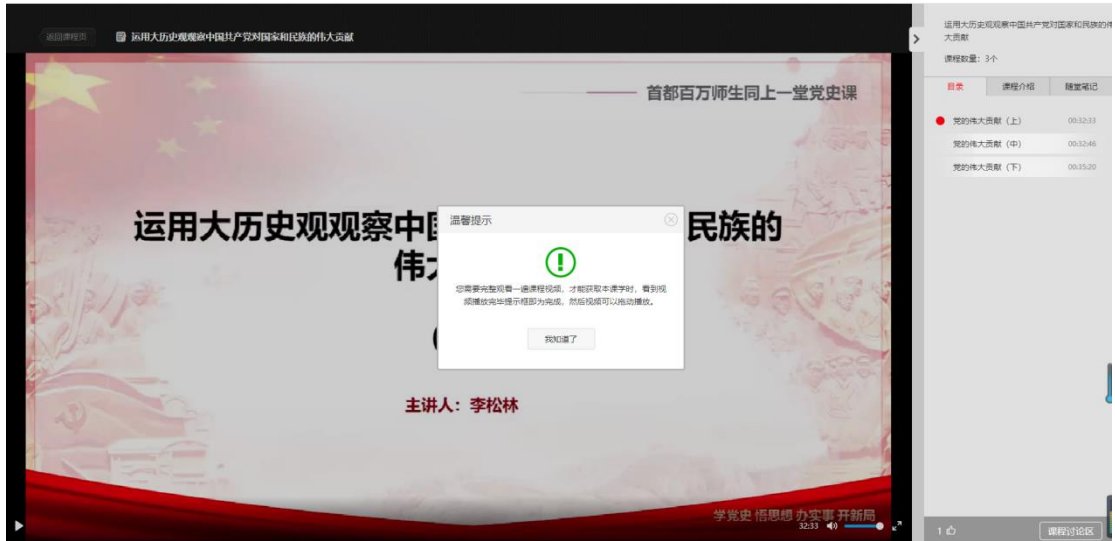 返回课程页
运用大历史观观察中国共产党对国家和民族的伟大贡献
首都百万师生同上一堂党史课
运用大历史观观察中
民族的
伟
主讲人：李松林
学党史 悟思想 办实事 开新局
32:33
温馨提示
您需要完整观看一遍课程视频，才能获取本课学时，看到视
频播放完毕提示框即为完成，然后视频可以拖动播放。
我知道了
运用大历史观观察中国共产党对国家和民族的伟
大贡献
课程数量：3个
目录
课程介绍
随堂笔记
党的伟大贡献（上） 00:32:33
党的伟大贡献（中） 00:32:46
党的伟大贡献（下） 00:35:20
1
课程讨论区